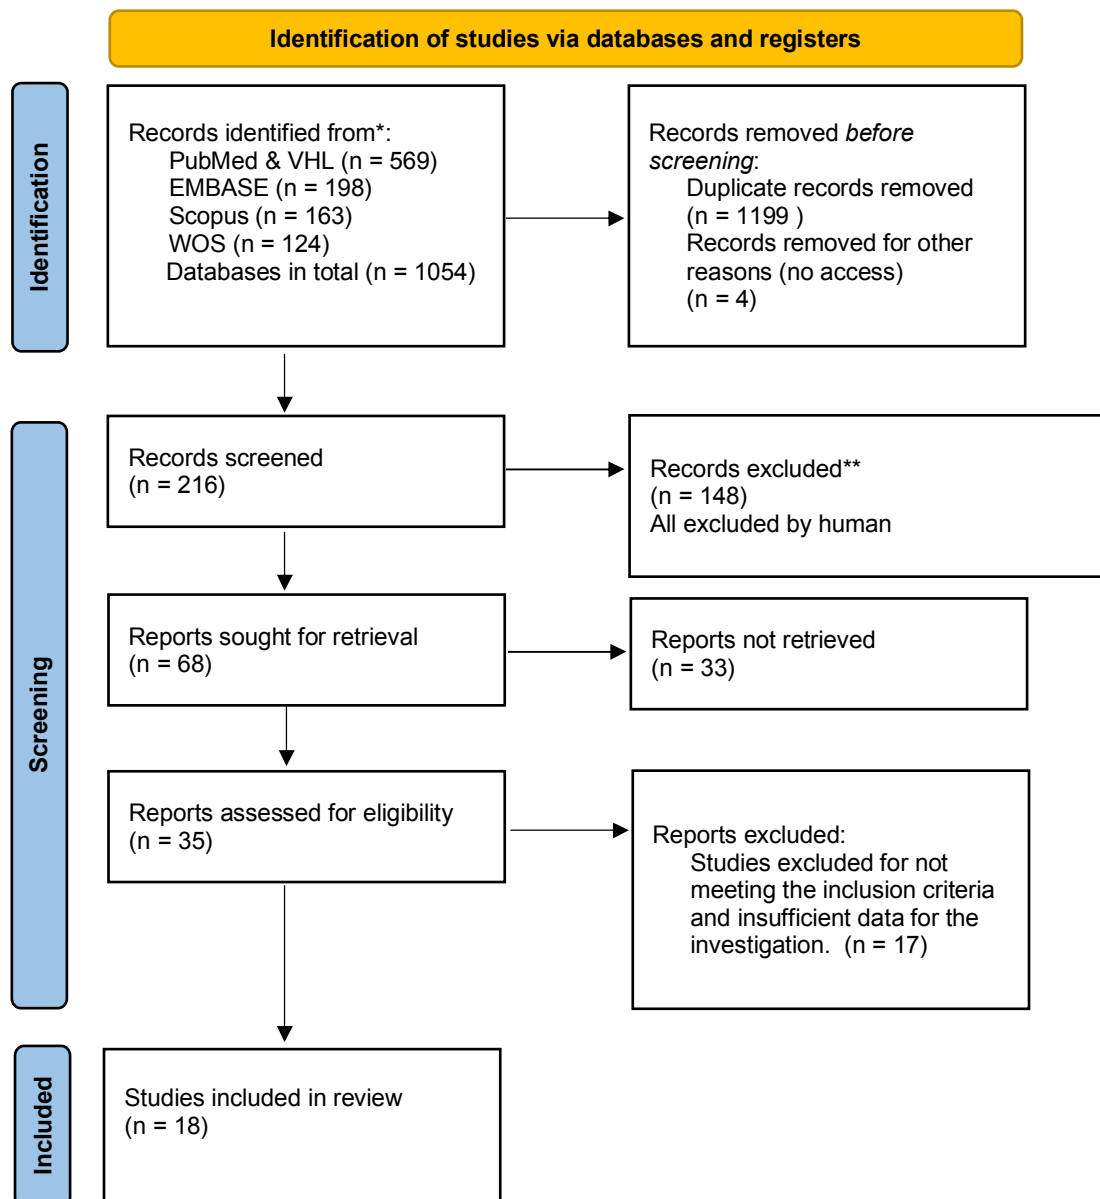 Identification of studies via databases and registers
Identification
Records identified from*:
PubMed & VHL (n = 569)
EMBASE (n = 198)
Scopus (n = 163)
WOS (n = 124)
Databases in total (n = 1054)
Records removed before
screening:
Duplicate records removed
(n = 1199 )
Records removed for other
reasons (no access)
(n = 4)
Screening
Records screened
(n = 216)
Records excluded**
(n = 148)
All excluded by human
Reports sought for retrieval
(n = 68)
Reports not retrieved
(n = 33)
Reports assessed for eligibility
(n = 35)
Reports excluded:
Studies excluded for not
meeting the inclusion criteria
and insufficient data for the
investigation.  (n = 17)
Included
Studies included in review
(n = 18)